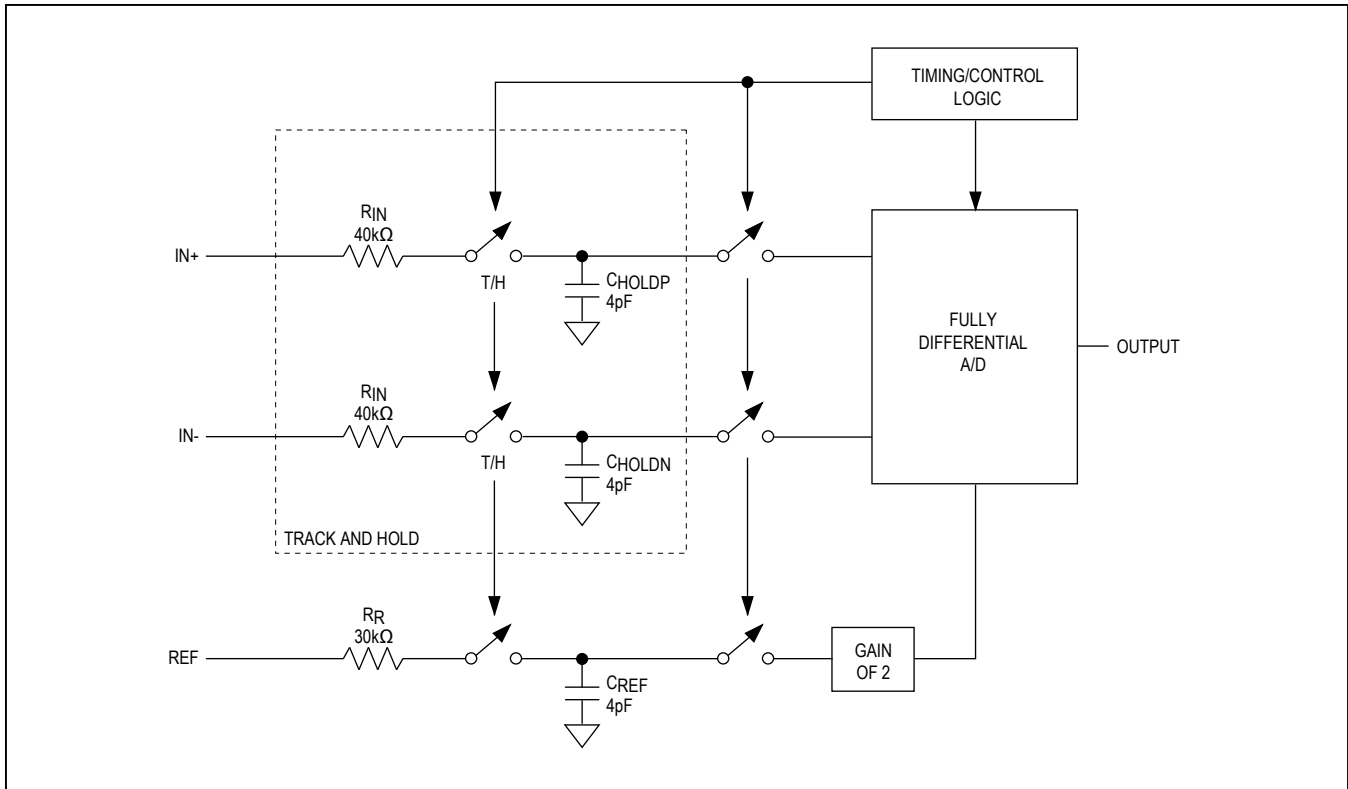 TIMING/CONTROL
LOGIC
RIN
40kΩ
IN+
T/H
CHOLDP
4pF
FULLY
DIFFERENTIAL
A/D
OUTPUT
RIN
40kΩ
IN-
T/H
CHOLDN
4pF
TRACK AND HOLD
RR
30kΩ
REF
CREF
4pF
GAIN
OF 2